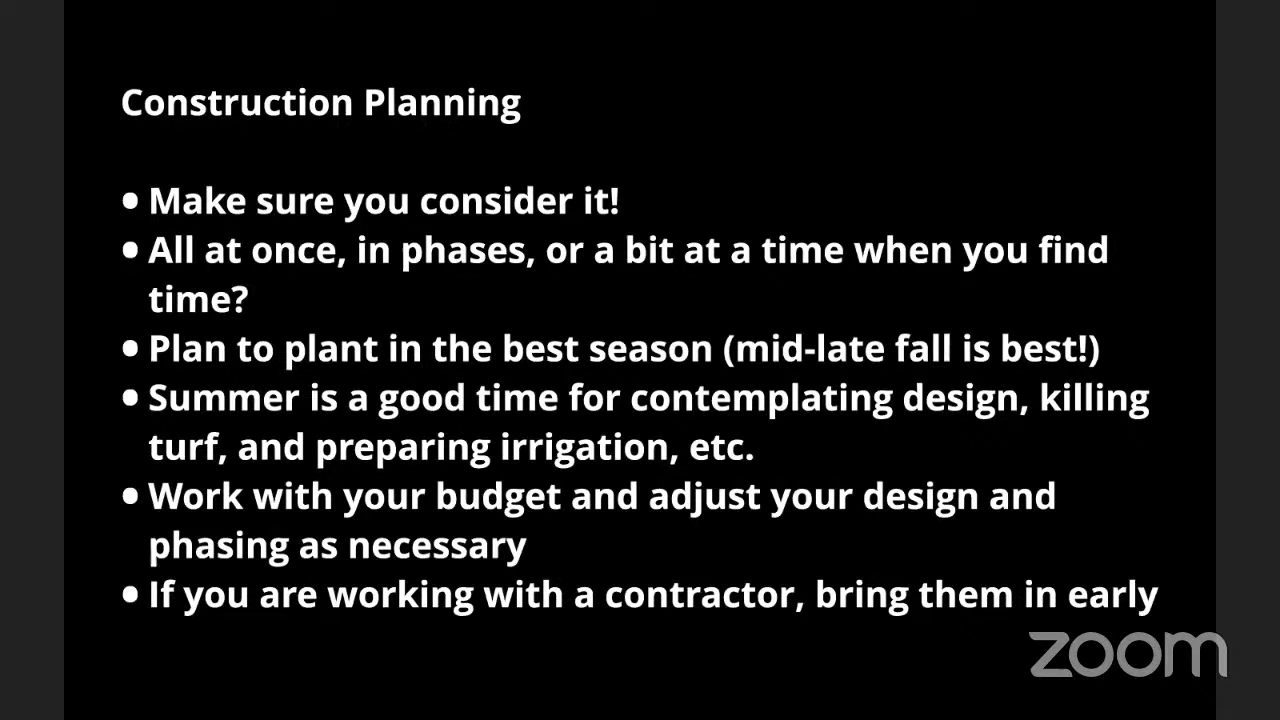 Construction Planning
• Make sure you consider it!
• All at once, in phases, or a bit at a time when you find
time?
• Plan to plant in the best season (mid-late fall is best!)
• Summer is a good time for contemplating design, killing
turf, and preparing irrigation, etc.
• Work with your budget and adjust your design and
phasing as necessary
• If you are working with a contractor, bring them in early
zoom